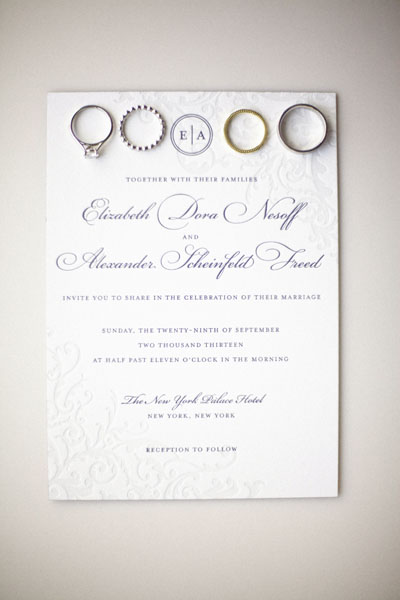 E | A
TOGETHER WITH THEIR FAMILIES
Elizabeth Dora Nesoff
AND
Alexander Scheinfeld Freed
INVITE YOU TO SHARE IN THE CELEBRATION OF THEIR MARRIAGE
SUNDAY, THE TWENTY-NINTH OF SEPTEMBER
TWO THOUSAND THIRTEEN
AT HALF PAST ELEVEN O'CLOCK IN THE MORNING
The New York Palace Hotel
NEW YORK, NEW YORK
RECEPTION TO FOLLOW